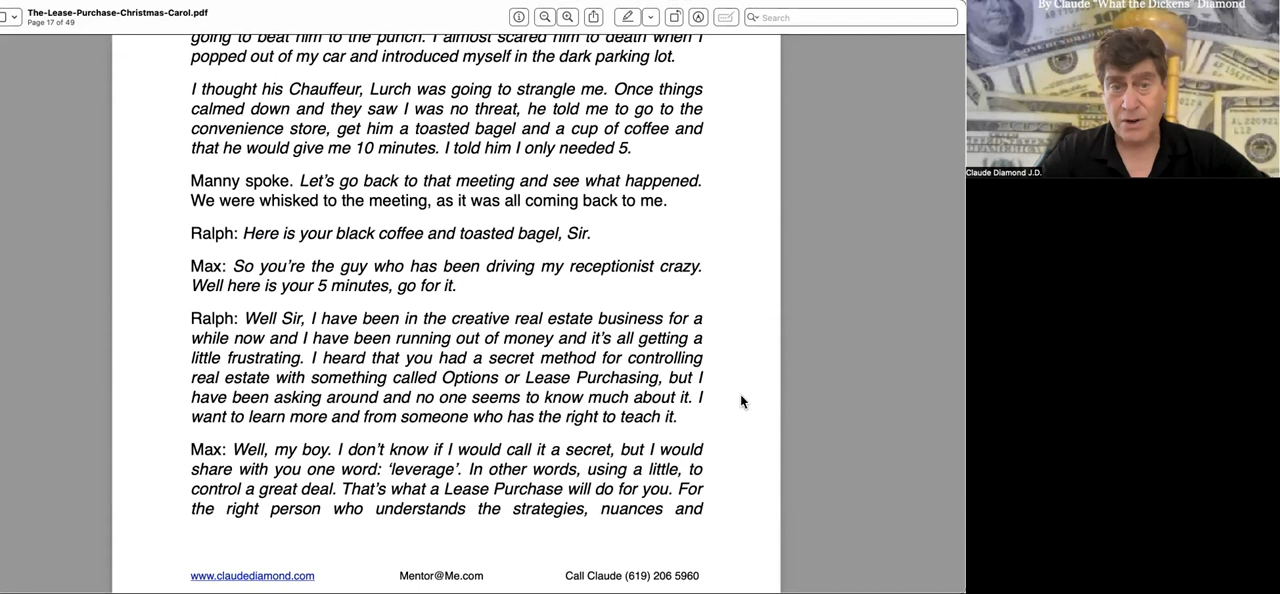 The-Lease-Purchase-Christmas-Carol.pdf
Page 17 of 49
Search
By Claude "What the Dickens" Diamond
going to beat him to the punch. I almost scared him to death when I
popped out of my car and introduced myself in the dark parking lot.
I thought his Chauffeur, Lurch was going to strangle me. Once things
calmed down and they saw I was no threat, he told me to go to the
convenience store, get him a toasted bagel and a cup of coffee and
that he would give me 10 minutes. I told him I only needed 5.
Manny spoke. Let's go back to that meeting and see what happened.
We were whisked to the meeting, as it was all coming back to me.
Ralph: Here is your black coffee and toasted bagel, Sir.
Max: So you're the guy who has been driving my receptionist crazy.
Well here is your 5 minutes, go for it.
Ralph: Well Sir, I have been in the creative real estate business for a
while now and I have been running out of money and it's all getting a
little frustrating. I heard that you had a secret method for controlling
real estate with something called Options or Lease Purchasing, but I
have been asking around and no one seems to know much about it. I
want to learn more and from someone who has the right to teach it.
Max: Well, my boy. I don't know if I would call it a secret, but I would
share with you one word: 'leverage'. In other words, using a little, to
control a great deal. That's what a Lease Purchase will do for you. For
the right person who understands the strategies, nuances and
www.claudediamond.com Mentor@Me.com Call Claude (619) 206 5960
Claude Diamond J.D.